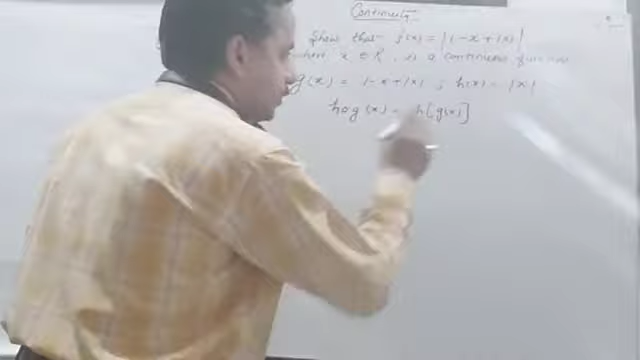 Continuity
Show that f(x) = |1-x+|x||
where x ∈ R, is a continuous function
g(x) = 1-x+|x| ; h(x) = |x|
hog (x) = h[g(x)]